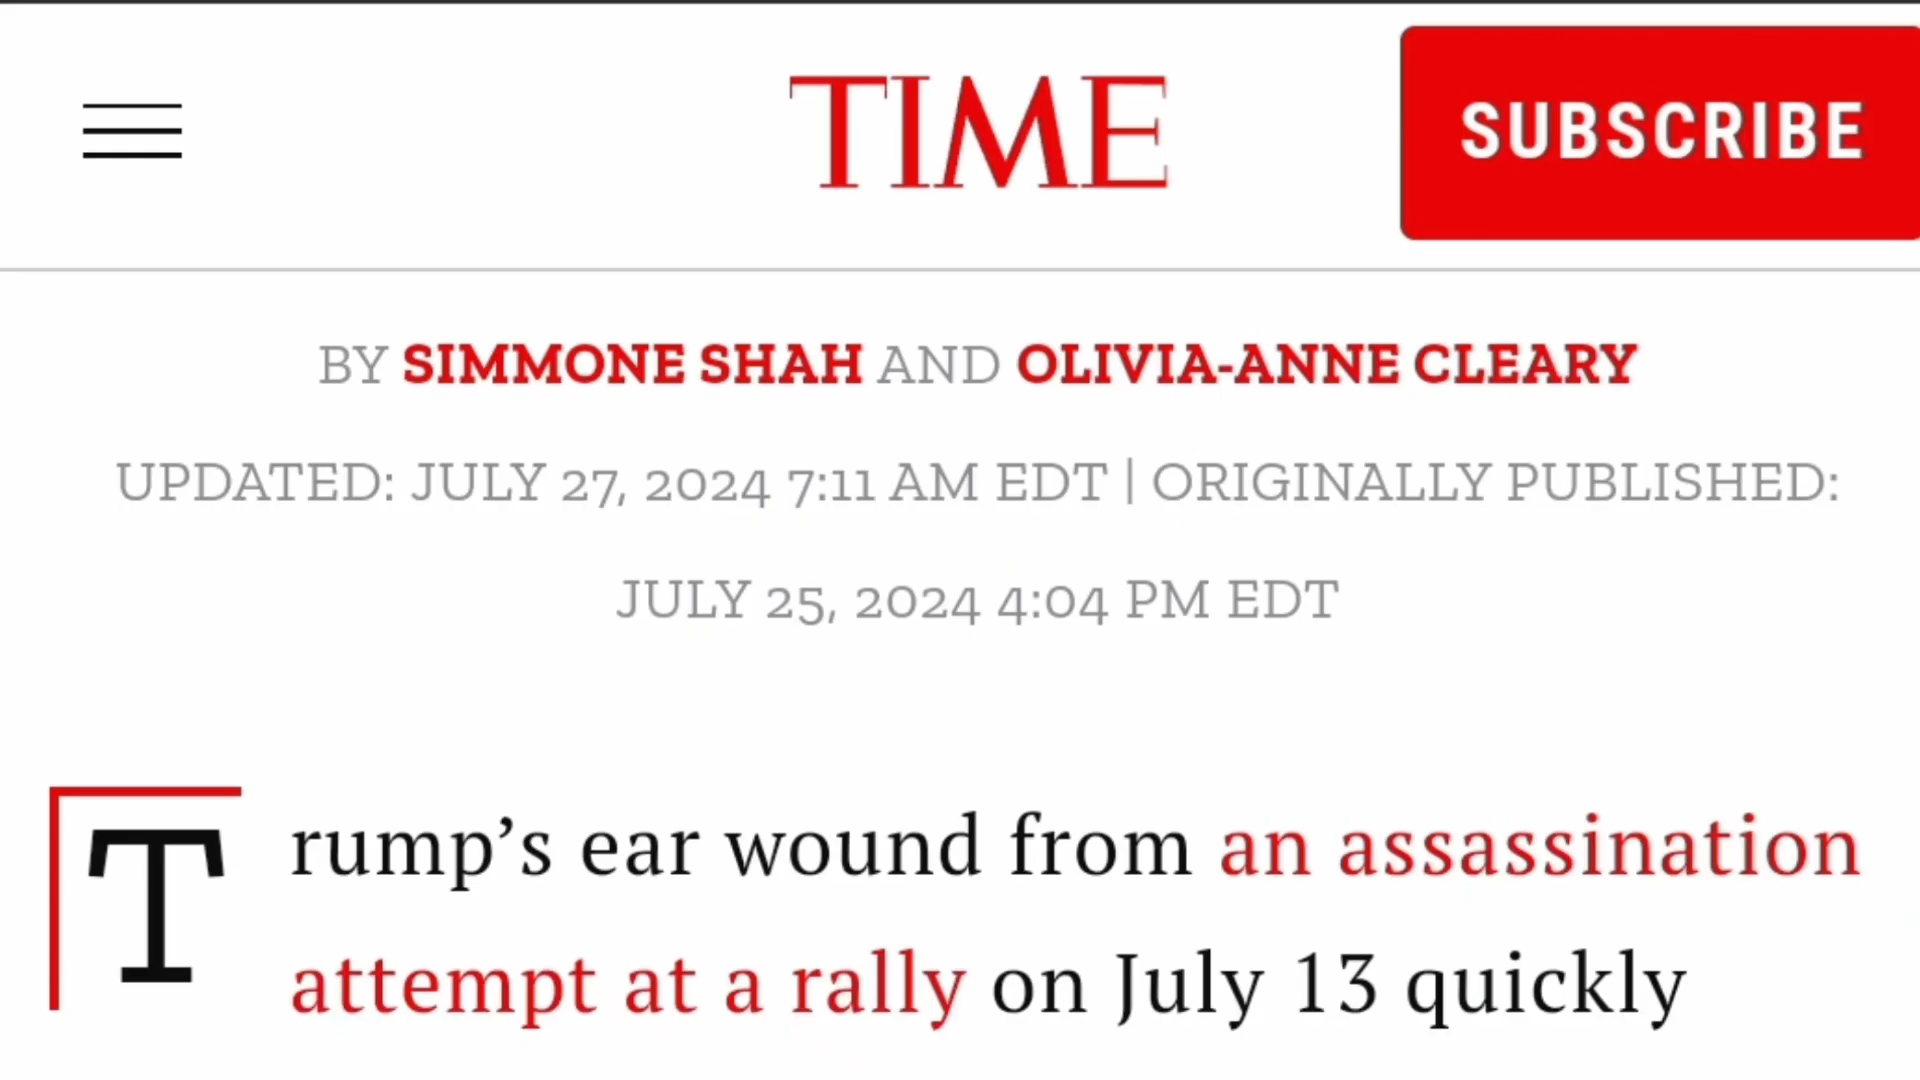 TIME
SUBSCRIBE
BY SIMMONE SHAH AND OLIVIA-ANNE CLEARY
UPDATED: JULY 27, 2024 7:11 AM EDT | ORIGINALLY PUBLISHED:
JULY 25, 2024 4:04 PM EDT
Trump’s ear wound from an assassination
attempt at a rally on July 13 quickly